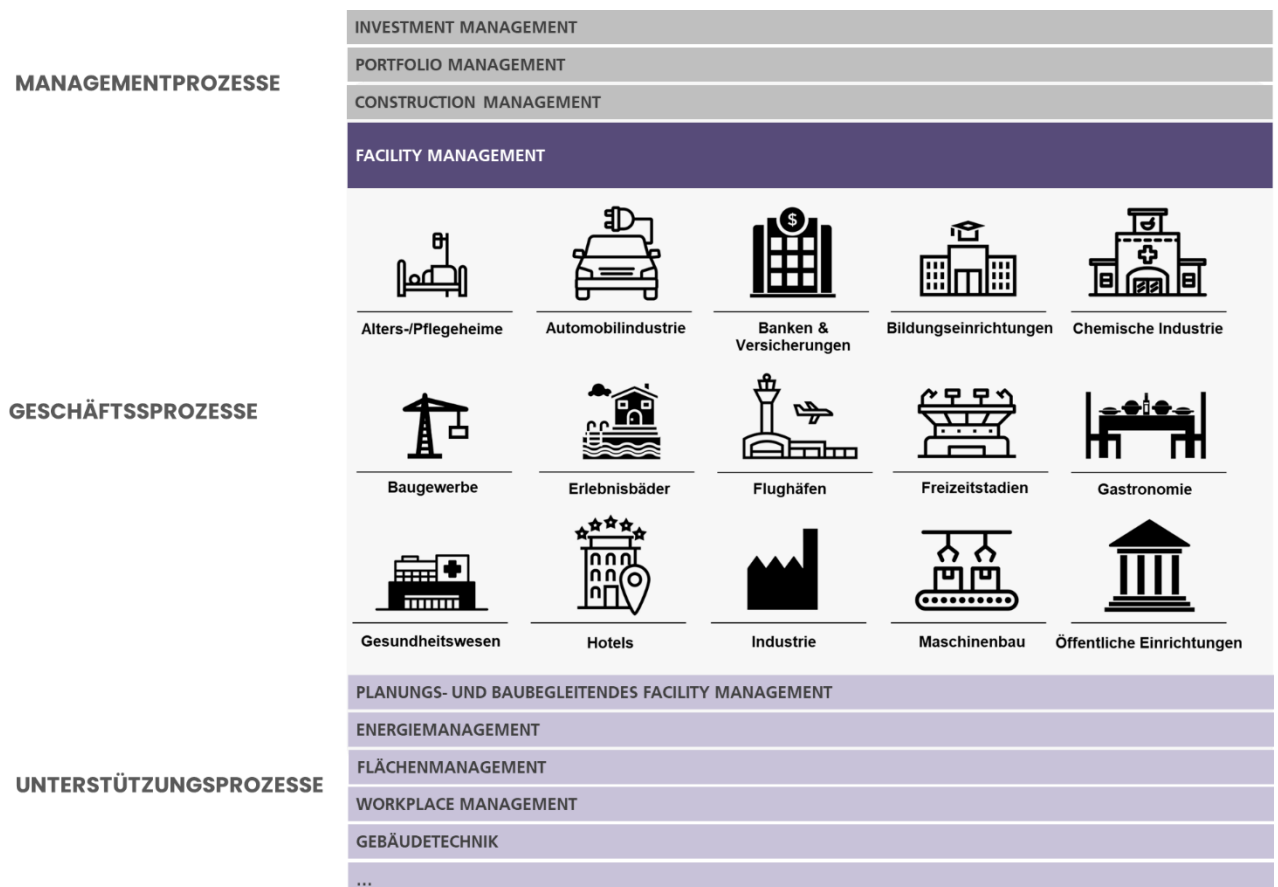 INVESTMENT MANAGEMENT
PORTFOLIO MANAGEMENT
MANAGEMENTPROZESSE
CONSTRUCTION MANAGEMENT
FACILITY MANAGEMENT
$
Alters-/Pflegeheime
Automobilindustrie
Banken &
Versicherungen
Bildungseinrichtungen
Chemische Industrie
GESCHÄFTSSPROZESSE
Baugewerbe
Erlebnisbäder
Flughäfen
Freizeitstadien
Gastronomie
Gesundheitswesen
Hotels
Industrie
Maschinenbau
Öffentliche Einrichtungen
PLANUNGS- UND BAUBEGLEITENDES FACILITY MANAGEMENT
ENERGIEMANAGEMENT
FLÄCHENMANAGEMENT
UNTERSTÜTZUNGSPROZESSE
WORKPLACE MANAGEMENT
GEBÄUDETECHNIK
...